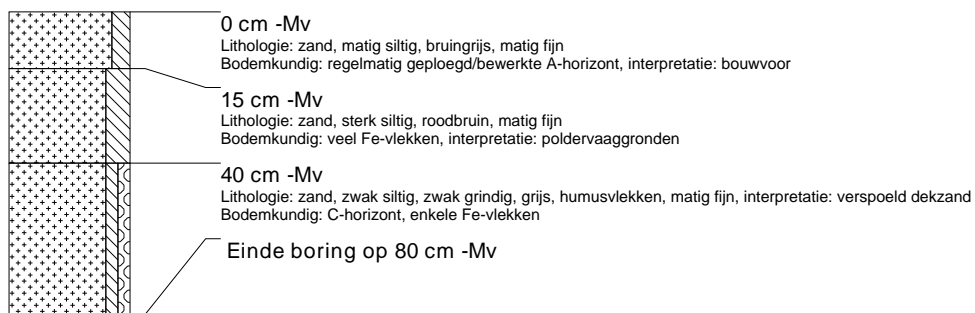 0 cm -Mv
Lithologie: zand, matig siltig, bruingrijs, matig fijn
Bodemkundig: regelmatig geploegd/bewerkte A-horizont, interpretatie: bouwvoor
15 cm -Mv
Lithologie: zand, sterk siltig, roodbruin, matig fijn
Bodemkundig: veel Fe-vlekken, interpretatie: poldervaaggronden
40 cm -Mv
Lithologie: zand, zwak siltig, zwak grindig, grijs, humusvlekken, matig fijn, interpretatie: verspoeld dekzand
Bodemkundig: C-horizont, enkele Fe-vlekken
Einde boring op 80 cm -Mv